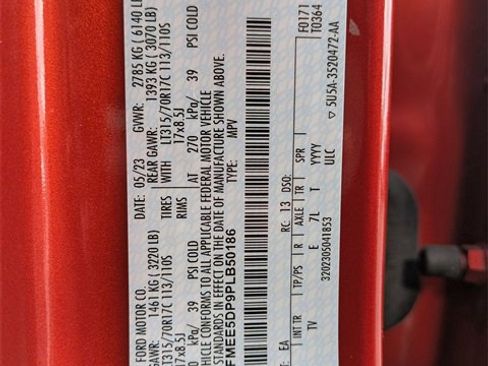 FORD MOTOR CO.
DATE: 05/23 GVWR: 2785 KG ( 6140 LB
GAWR: 1461 KG ( 3220 LB) REAR GAWR: 1393 KG ( 3070 LB)
LT315/70R17C 113/110S TIRES WITH LT315/70R17C 113/110S
17x8.5J RIMS 17x8.5J
kPa/ 39 PSI COLD AT 270 kPa/ 39 PSI COLD
CONFORMS TO ALL APPLICABLE FEDERAL MOTOR VEHICLE
STANDARDS IN EFFECT ON THE DATE OF MANUFACTURE SHOWN ABOVE.
FMEE5DP9PLB50186 TYPE: MPV
F0171
T0364
EA RC: 13 DSO:
INT TR TP/PS R AXLE TR SPR
TV E 7L T YYYY
ULC
3202305041853 ▽ 5U5A-3520472-AA